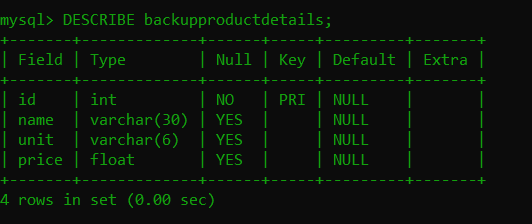 mysql> DESCRIBE backupproductdetails;
+-------+-------------+------+-----+---------+-------+
| Field | Type        | Null | Key | Default | Extra |
+-------+-------------+------+-----+---------+-------+
| id    | int         | NO   | PRI | NULL    |       |
| name  | varchar(30) | YES  |     | NULL    |       |
| unit  | varchar(6)  | YES  |     | NULL    |       |
| price | float       | YES  |     | NULL    |       |
+-------+-------------+------+-----+---------+-------+
4 rows in set (0.00 sec)